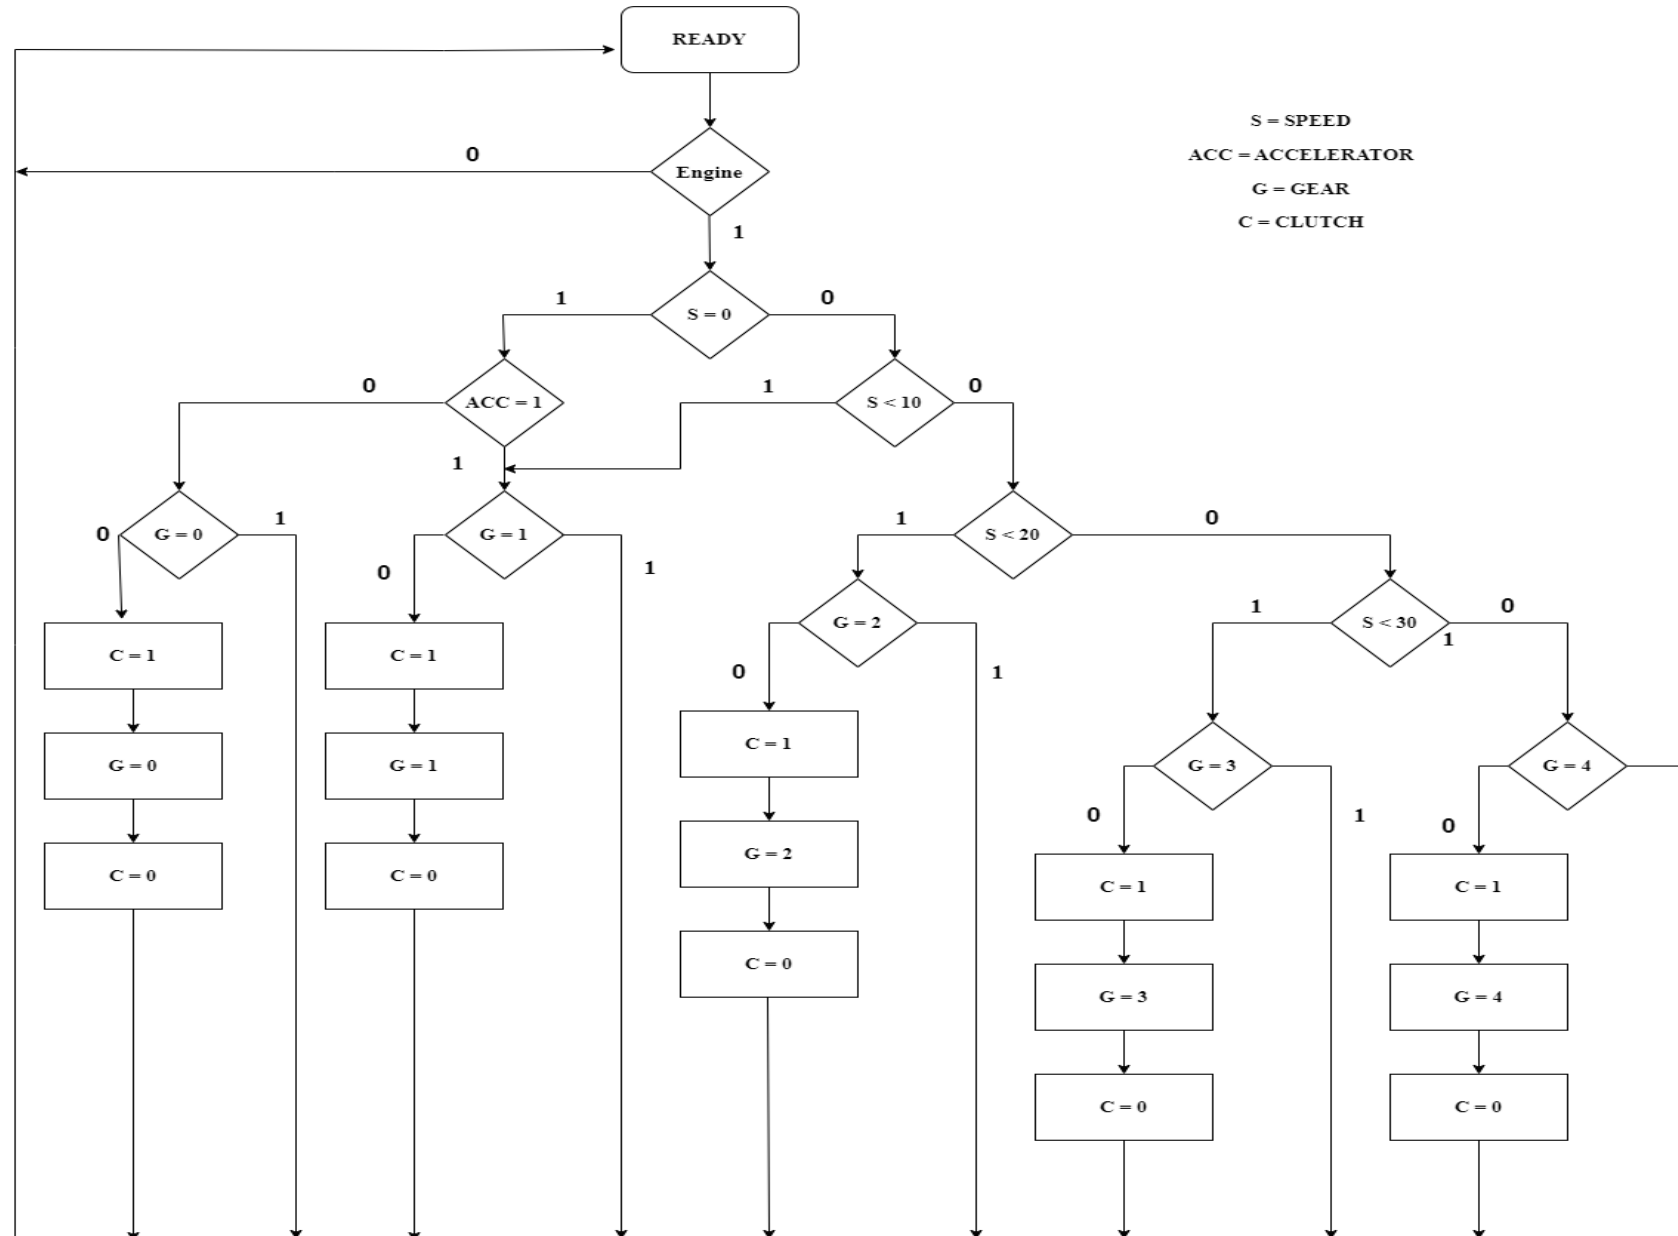 READY
S = SPEED
ACC = ACCELERATOR
G = GEAR
C = CLUTCH
0
Engine
1
1
S = 0
0
0
ACC = 1
1
S < 10
0
1
0
G = 0
1
G = 1
1
S < 20
0
0
1
C = 1
C = 1
G = 2
1
S < 30
0
1
0
1
G = 0
G = 1
C = 1
G = 3
G = 4
0
1
0
C = 0
C = 0
G = 2
C = 1
C = 1
C = 0
G = 3
G = 4
C = 0
C = 0